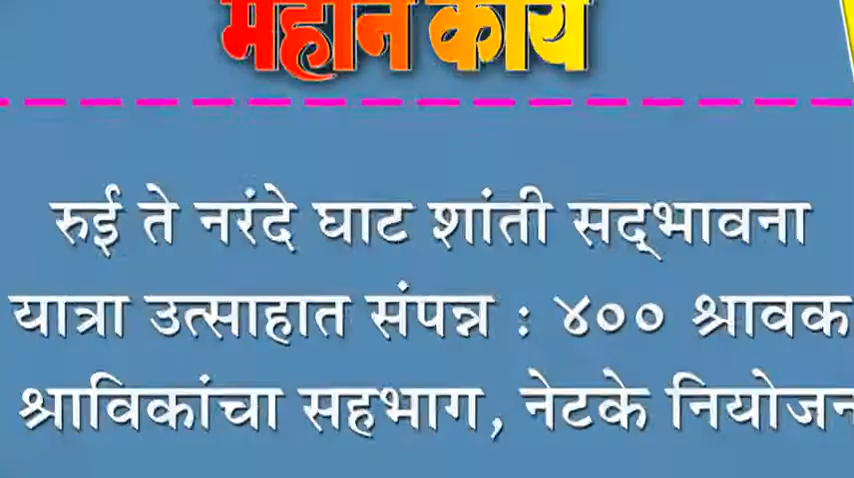 महान कार्य
रुई ते नरंदे घाट शांती सद्‌भावना
यात्रा उत्साहात संपन्न : ४०० श्रावक
श्राविकांचा सहभाग, नेटके नियोजन